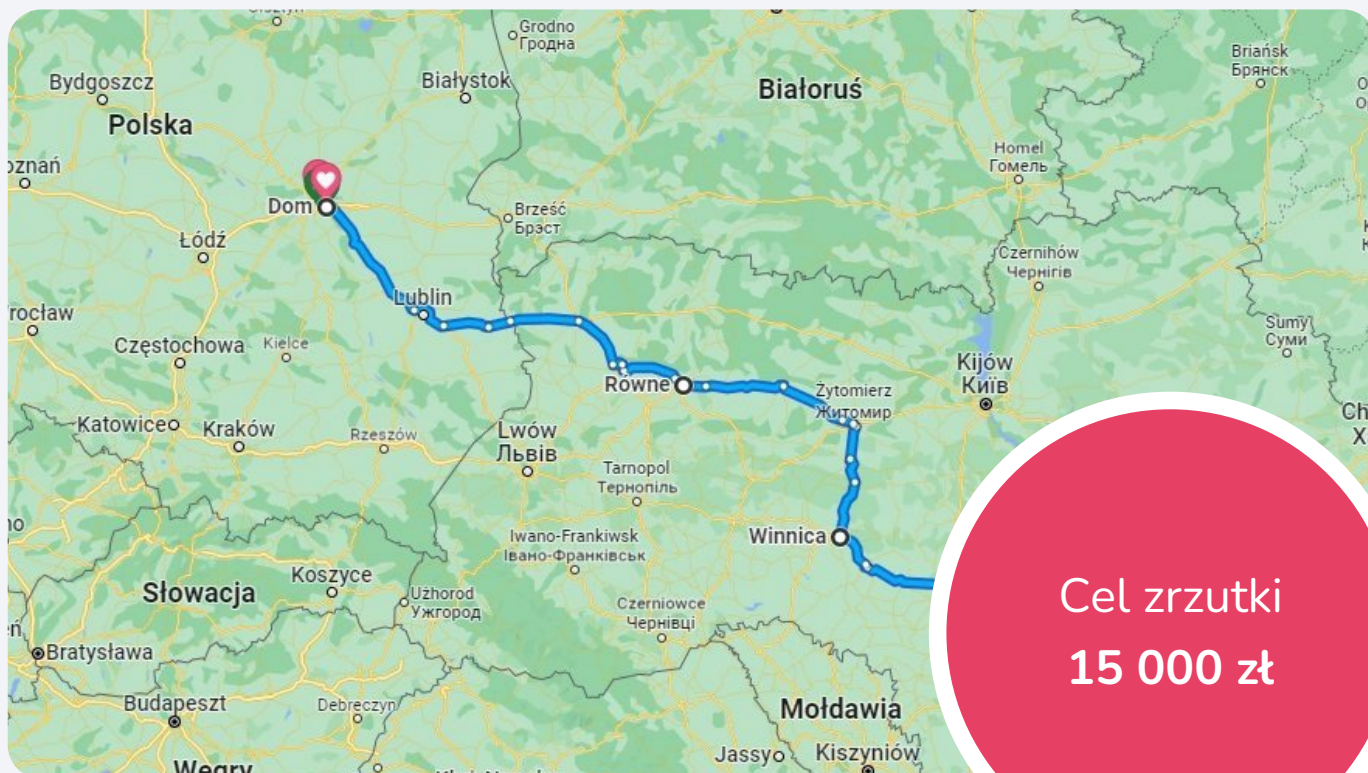 Grodno
Гродна
Briańsk
Брянск
Bydgoszcz
Białystok
Białoruś
Polska
Homel
Гомель
oznań
Dom
Brześć
Брэст
Łódź
Czernihów
Чернігів
Lublin
rocław
Sumy
Суми
Częstochowa
Kielce
Kijów
Київ
Równe
Żytomierz
Житомир
Katowice
Kraków
Rzeszów
Lwów
Львів
Tarnopol
Тернопіль
Iwano-Frankiwsk
Івано-Франківськ
Winnica
Słowacja
Koszyce
Użhorod
Ужгород
Czerniowce
Чернівці
Cel zrzutki
15 000 zł
Bratysława
Budapeszt
Debreczyn
Mołdawia
Jassy
Kiszyniów
Węgry